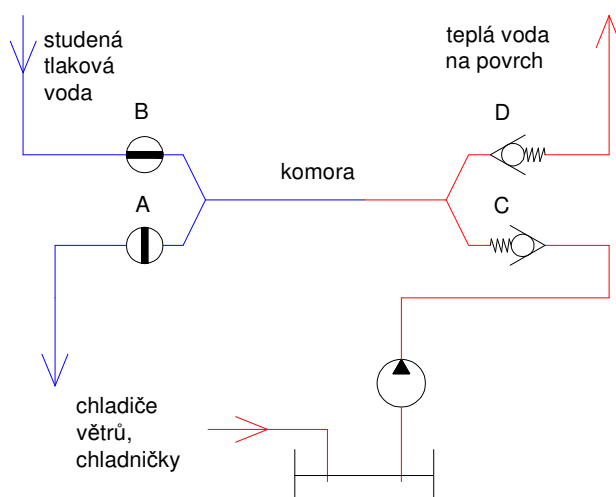 studená
tlaková
voda
teplá voda
na povrch
B
D
komora
A
C
chladiče
větrů,
chladničky